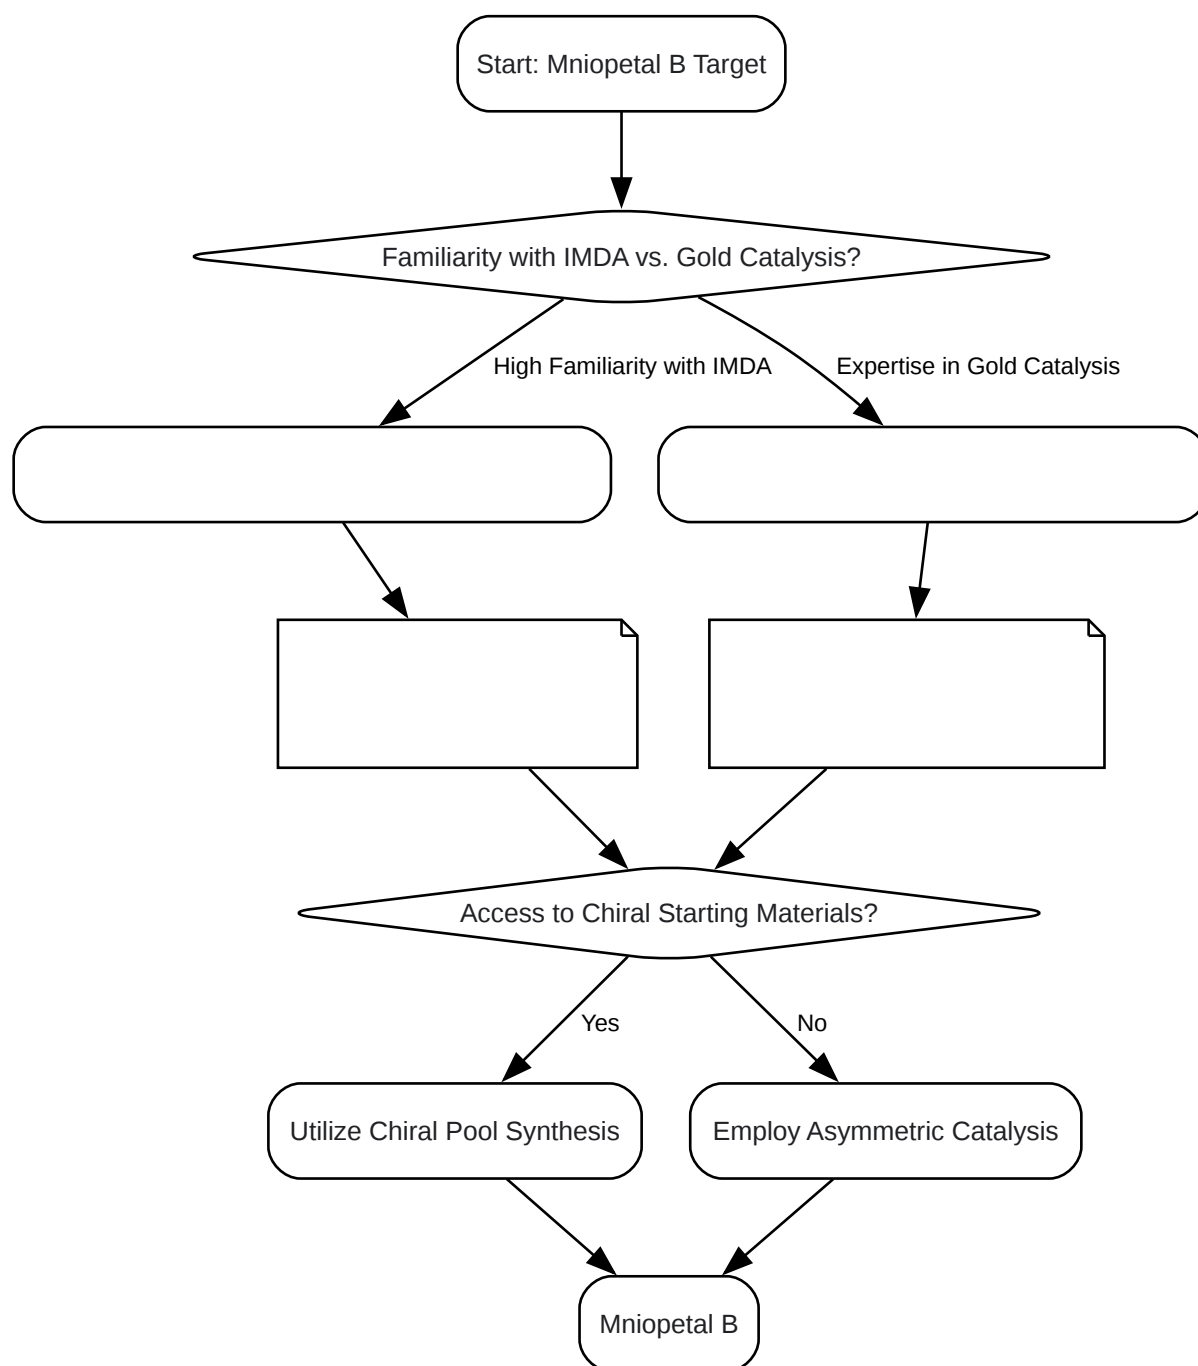 Start: Mniopetal B Target
Familiarity with IMDA vs. Gold Catalysis?
High Familiarity with IMDA
Expertise in Gold Catalysis
Access to Chiral Starting Materials?
Yes
No
Utilize Chiral Pool Synthesis
Employ Asymmetric Catalysis
Mniopetal B